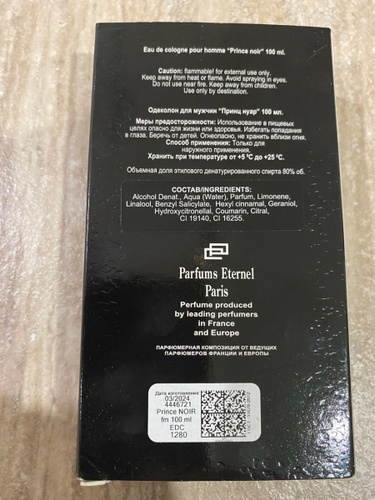 Eau de cologne pour homme "Prince noir" 100 ml.
Caution: flammable! for external use only.
Keep away from heat or flame. Avoid spraying in eyes.
Do not use near fire. Keep away from children.
Use only by destination.
Одеколон для мужчин "Принц нуар" 100 мл.
Меры предосторожности: Использование в пищевых
целях опасно для жизни или здоровья. Избегать попадания
в глаза. Беречь от детей. Огнеопасно, не хранить вблизи огня.
Способ применения: Только для
наружного применения.
Хранить при температуре от +5 °C до +25 °C.
Объемная доля этилового денатурированного спирта 80% об.
СОСТАВ/INGREDIENTS:
Alcohol Denat., Aqua (Water), Parfum, Limonene,
Linalool, Benzyl Salicylate, Hexyl cinnamal, Geraniol,
Hydroxycitronellal, Coumarin, Citral,
CI 19140, CI 16255.
Parfums Eternel
Paris
Perfume produced
by leading perfumers
in France
and Europe
ПАРФЮМЕРНАЯ КОМПОЗИЦИЯ ОТ ВЕДУЩИХ
ПАРФЮМЕРОВ ФРАНЦИИ И ЕВРОПЫ
Дата изготовления
03/2024
4446721
Prince NOIR
fm 100 ml
EDC
1280